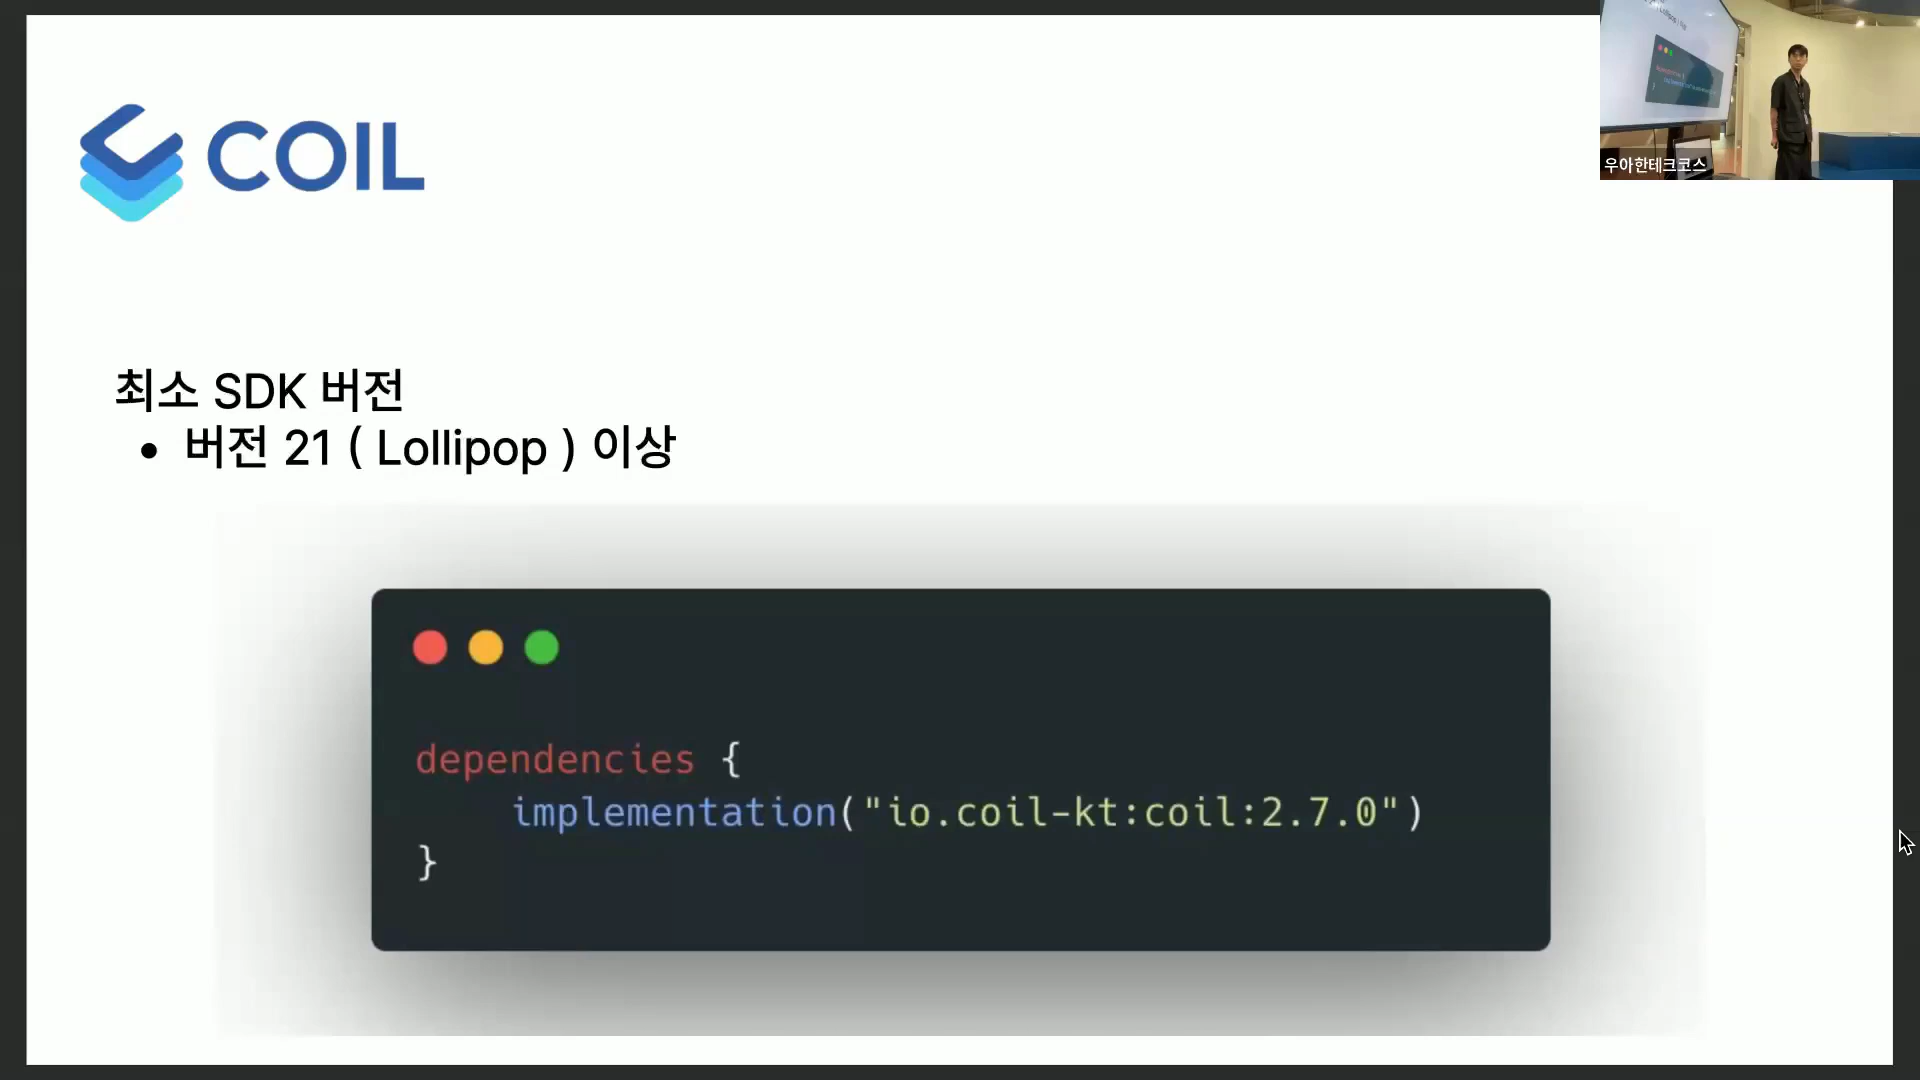 COIL
우아한테크코스
최소 SDK 버전
• 버전 21 ( Lollipop ) 이상
dependencies {
    implementation("io.coil-kt:coil:2.7.0")
}